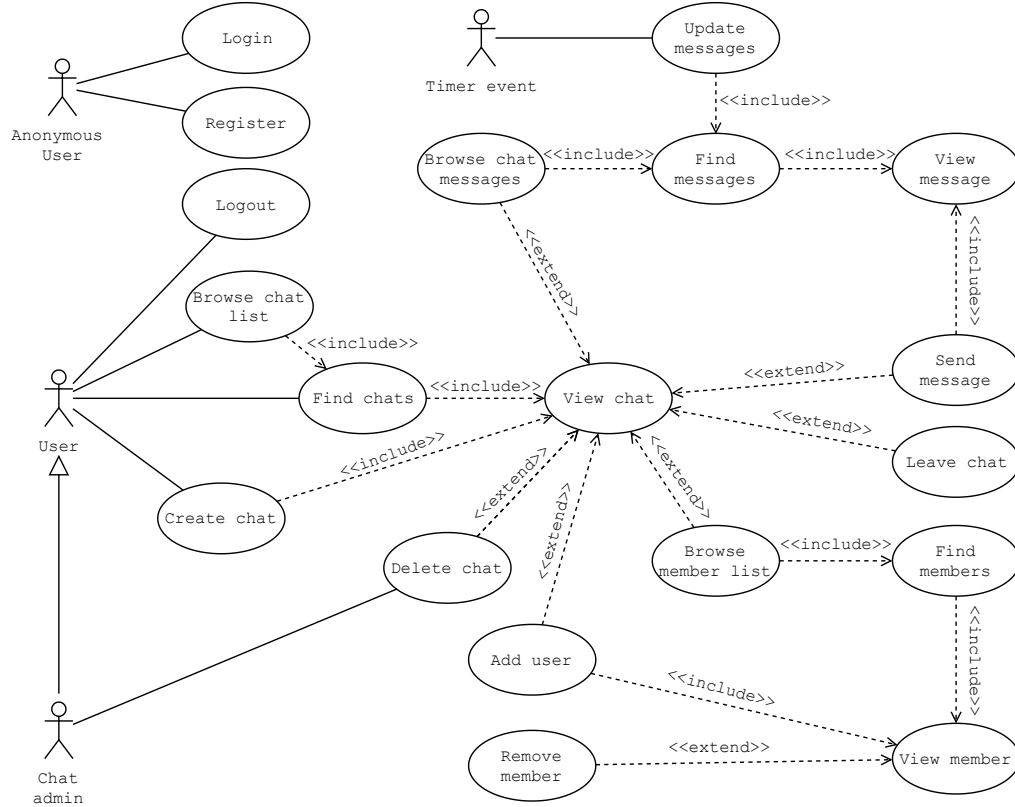 Login
Update
messages
Timer event
<<include>>
Register
Anonymous
User
Browse chat
messages
<<include>>
Find
messages
<<include>>
View
message
Logout
<<extend>>
<<include>>
Browse chat
list
<<include>>
Find chats
<<include>>
View chat
<<extend>>
Send
message
<<extend>>
Leave chat
User
<<include>>
Create chat
<<extend>>
<<extend>>
<<extend>>
Delete chat
Browse
member list
<<include>>
Find
members
Add user
<<include>>
<<include>>
Remove
member
<<extend>>
View member
Chat
admin